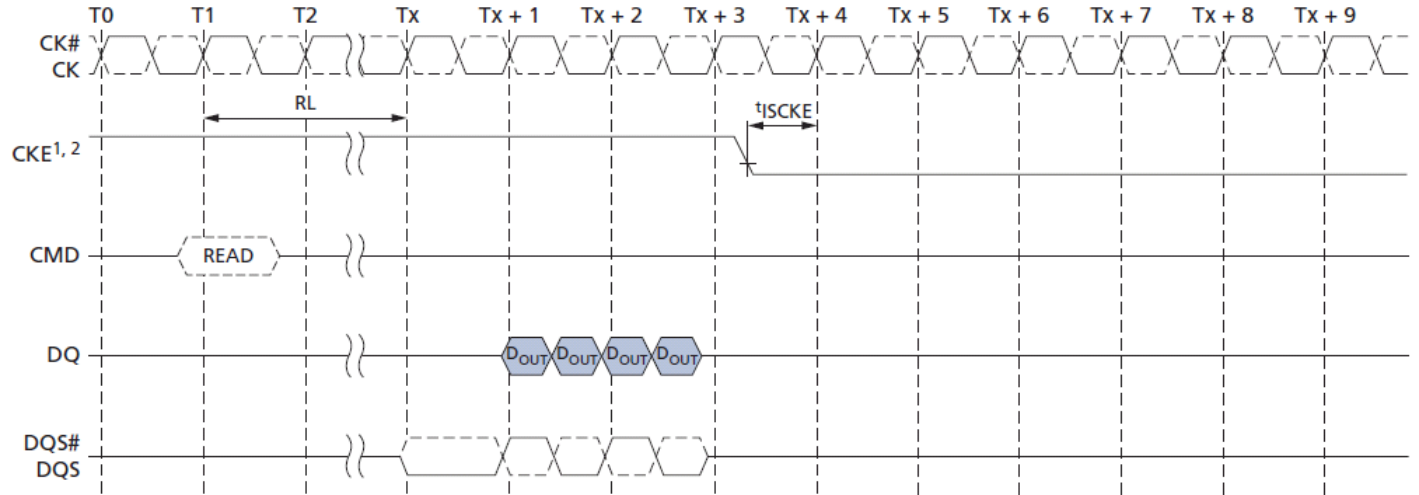 T0 T1 T2 Tx Tx + 1 Tx + 2 Tx + 3 Tx + 4 Tx + 5 Tx + 6 Tx + 7 Tx + 8 Tx + 9
CK#
CK
RL
tISCKE
CKE1, 2
CMD READ
DQ DOUT DOUT DOUT DOUT
DQS#
DQS